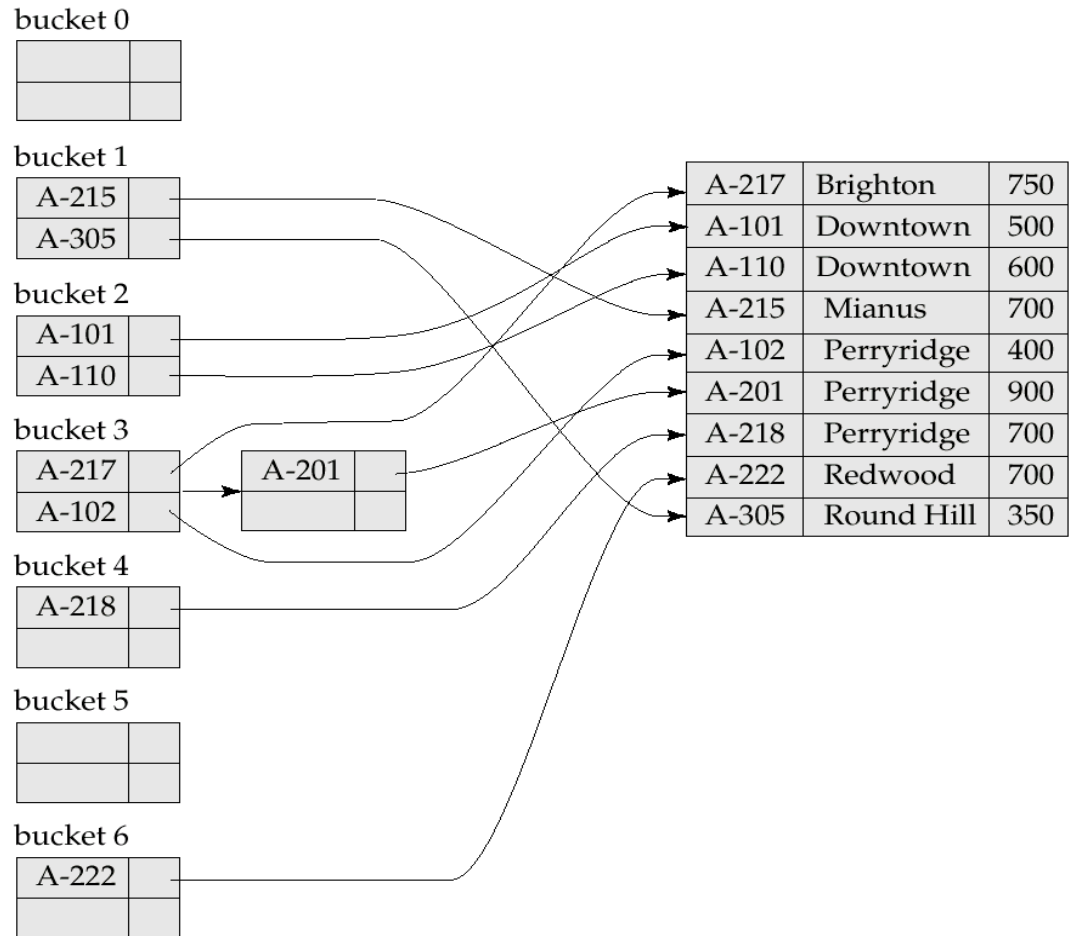 bucket 0
bucket 1
A-215
A-305
bucket 2
A-101
A-110
bucket 3
A-217
A-102
A-201
bucket 4
A-218
bucket 5
bucket 6
A-222
A-217 Brighton 750
A-101 Downtown 500
A-110 Downtown 600
A-215 Mianus 700
A-102 Perryridge 400
A-201 Perryridge 900
A-218 Perryridge 700
A-222 Redwood 700
A-305 Round Hill 350